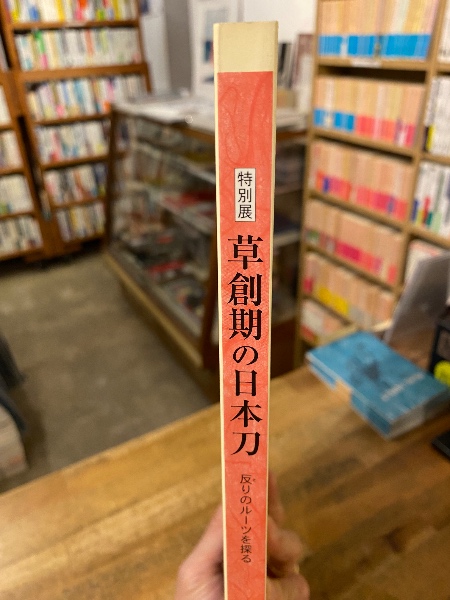 特別展
草創期の日本刀
反りのルーツを探る